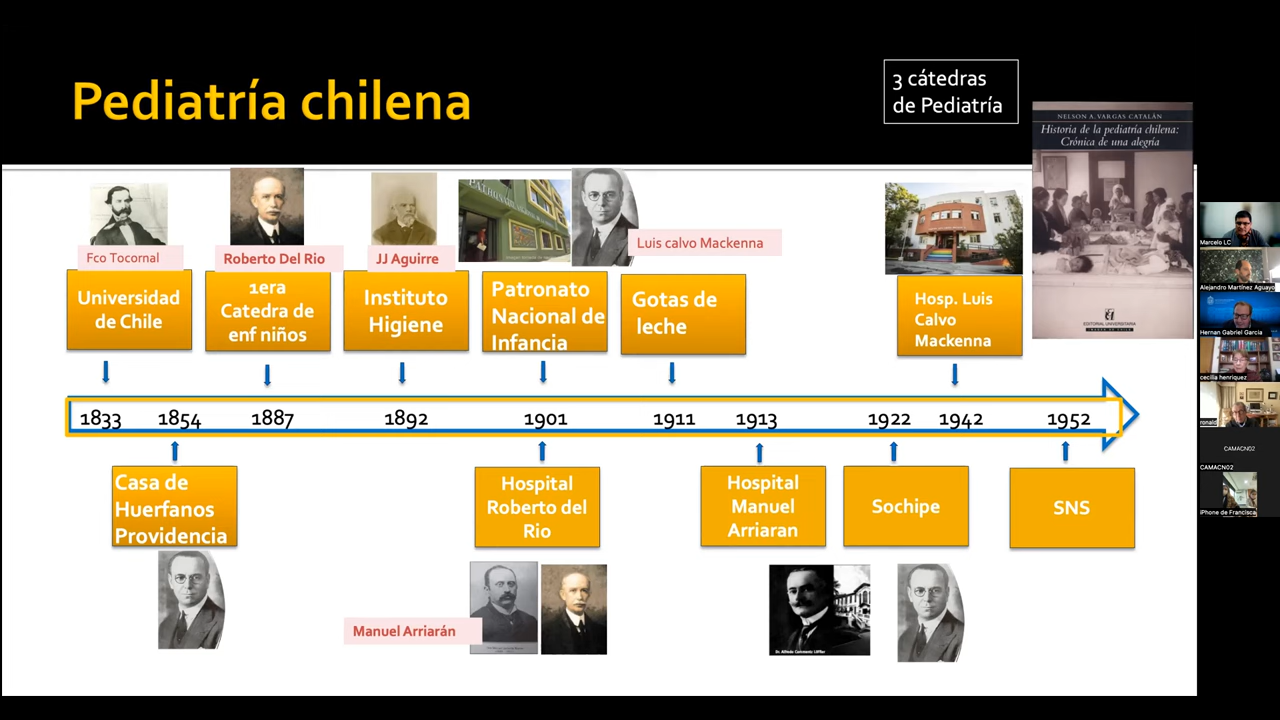 Pediatría chilena
3 cátedras
de Pediatría
NELSON A. VARGAS CATALÁN
Historia de la pediatría chilena:
Crónica de una alegría
EDITORIAL UNIVERSITARIA
Fco Tocornal
Roberto Del Rio
JJ Aguirre
Luis calvo Mackenna
Universidad
de Chile
1era
Catedra de
enf niños
Instituto
Higiene
Patronato
Nacional de
Infancia
Gotas de
leche
Hosp. Luis
Calvo
Mackenna
1833
1854
1887
1892
1901
1911
1913
1922
1942
1952
Casa de
Huerfanos
Providencia
Hospital
Roberto del
Rio
Hospital
Manuel
Arriaran
Sochipe
SNS
Manuel Arriarán
Marcelo LC
Alejandro Martínez Aguayo
Hernan Gabriel Garcia
cecilia henriquez
ronald
CAMACN02
CAMACN02
iPhone de Francisca